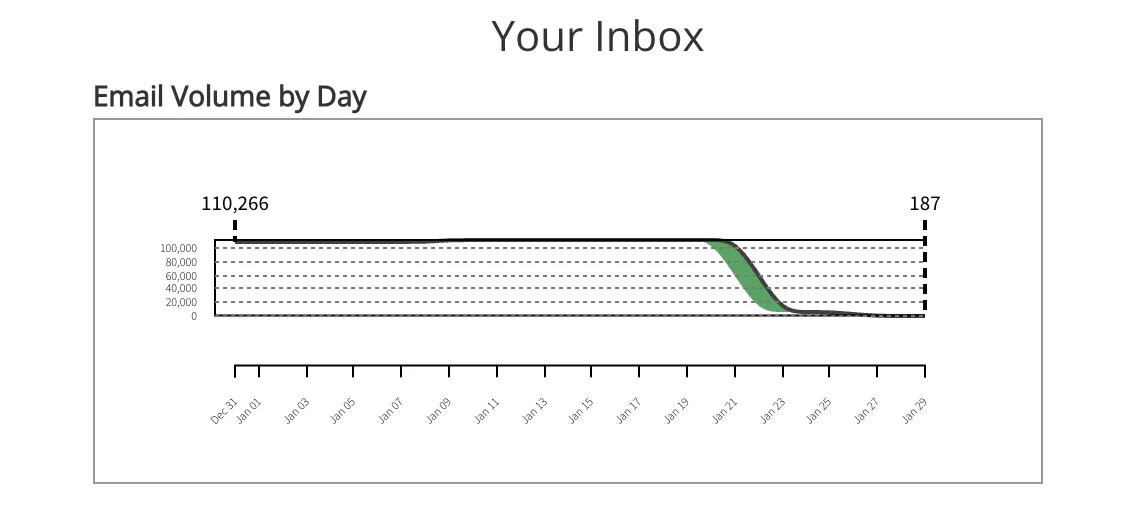 Your Inbox
Email Volume by Day
110,266 187
100,000
80,000
60,000
40,000
20,000
0
Dec 31 Jan 01 Jan 03 Jan 05 Jan 07 Jan 09 Jan 11 Jan 13 Jan 15 Jan 17 Jan 19 Jan 21 Jan 23 Jan 25 Jan 27 Jan 29